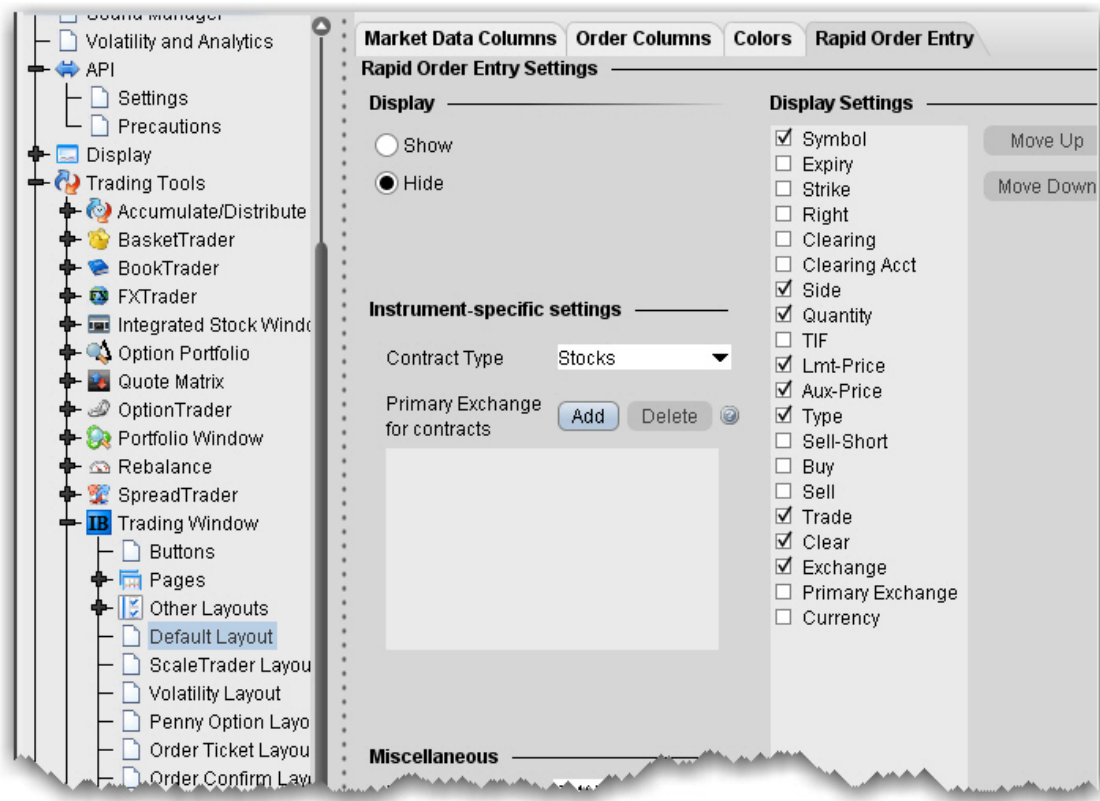 Sound Manager
Volatility and Analytics
API
Settings
Precautions
Display
Trading Tools
Accumulate/Distribute
BasketTrader
BookTrader
FX
FXTrader
Integrated Stock Windo
Option Portfolio
Quote Matrix
OptionTrader
Portfolio Window
Rebalance
SpreadTrader
IB
Trading Window
Buttons
Pages
Other Layouts
Default Layout
ScaleTrader Layou
Volatility Layout
Penny Option Layo
Order Ticket Layou
Order Confirm Lay
Market Data Columns
Order Columns
Colors
Rapid Order Entry
Rapid Order Entry Settings
Display
Show
Hide
Instrument-specific settings
Contract Type
Stocks
Primary Exchange
for contracts
Add
Delete
Miscellaneous
Display Settings
Symbol
Expiry
Strike
Right
Clearing
Clearing Acct
Side
Quantity
TIF
Lmt-Price
Aux-Price
Type
Sell-Short
Buy
Sell
Trade
Clear
Exchange
Primary Exchange
Currency
Move Up
Move Down